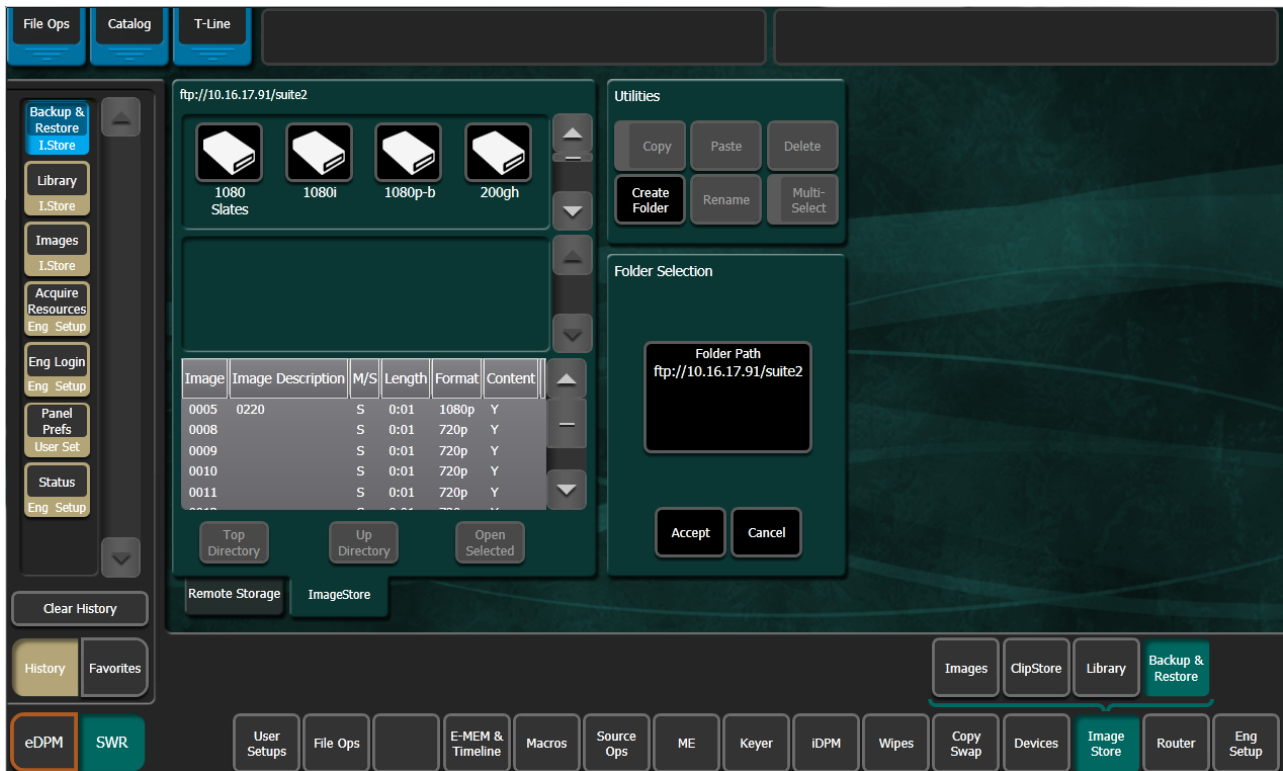 File Ops
Catalog
T-Line
Backup &
Restore
I.Store
Library
I.Store
Images
I.Store
Acquire
Resources
Eng Setup
Eng Login
Eng Setup
Panel
Prefs
User Set
Status
Eng Setup
Clear History
History
Favorites
ftp://10.16.17.91/suite2
1080
Slates
1080i
1080p-b
200gh
Image Image Description M/S Length Format Content
0005 0220 S 0:01 1080p Y
0008 S 0:01 720p Y
0009 S 0:01 720p Y
0010 S 0:01 720p Y
0011 S 0:01 720p Y
Top
Directory
Up
Directory
Open
Selected
Remote Storage
ImageStore
Utilities
Copy
Paste
Delete
Create
Folder
Rename
Multi-
Select
Folder Selection
Folder Path
ftp://10.16.17.91/suite2
Accept
Cancel
Images
ClipStore
Library
Backup &
Restore
eDPM
SWR
User
Setups
File Ops
E-MEM &
Timeline
Macros
Source
Ops
ME
Keyer
iDPM
Wipes
Copy
Swap
Devices
Image
Store
Router
Eng
Setup